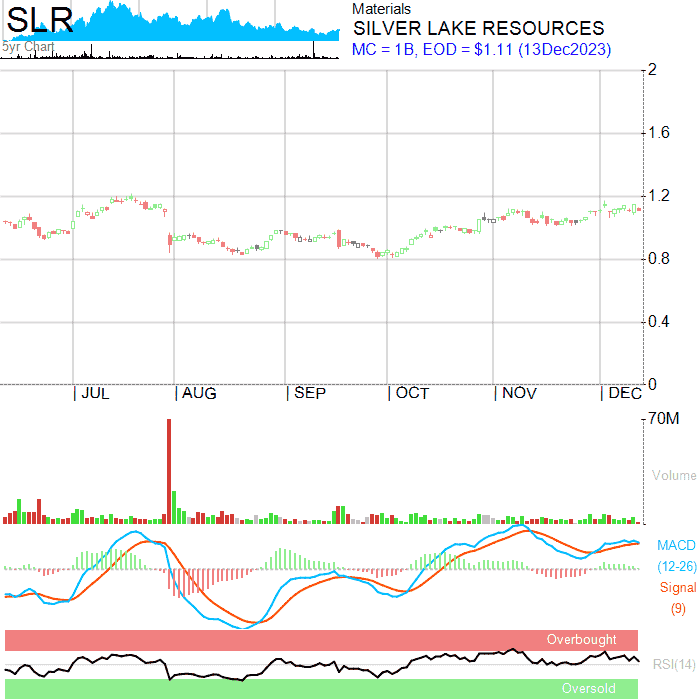 SLR
5yr Chart
Materials
SILVER LAKE RESOURCES
MC = 1B, EOD = $1.11 (13Dec2023)
2
1.6
1.2
0.8
0.4
0
| JUL | AUG | SEP | OCT | NOV | DEC
70M
Volume
MACD
(12-26)
Signal
(9)
Overbought
RSI(14)
Oversold